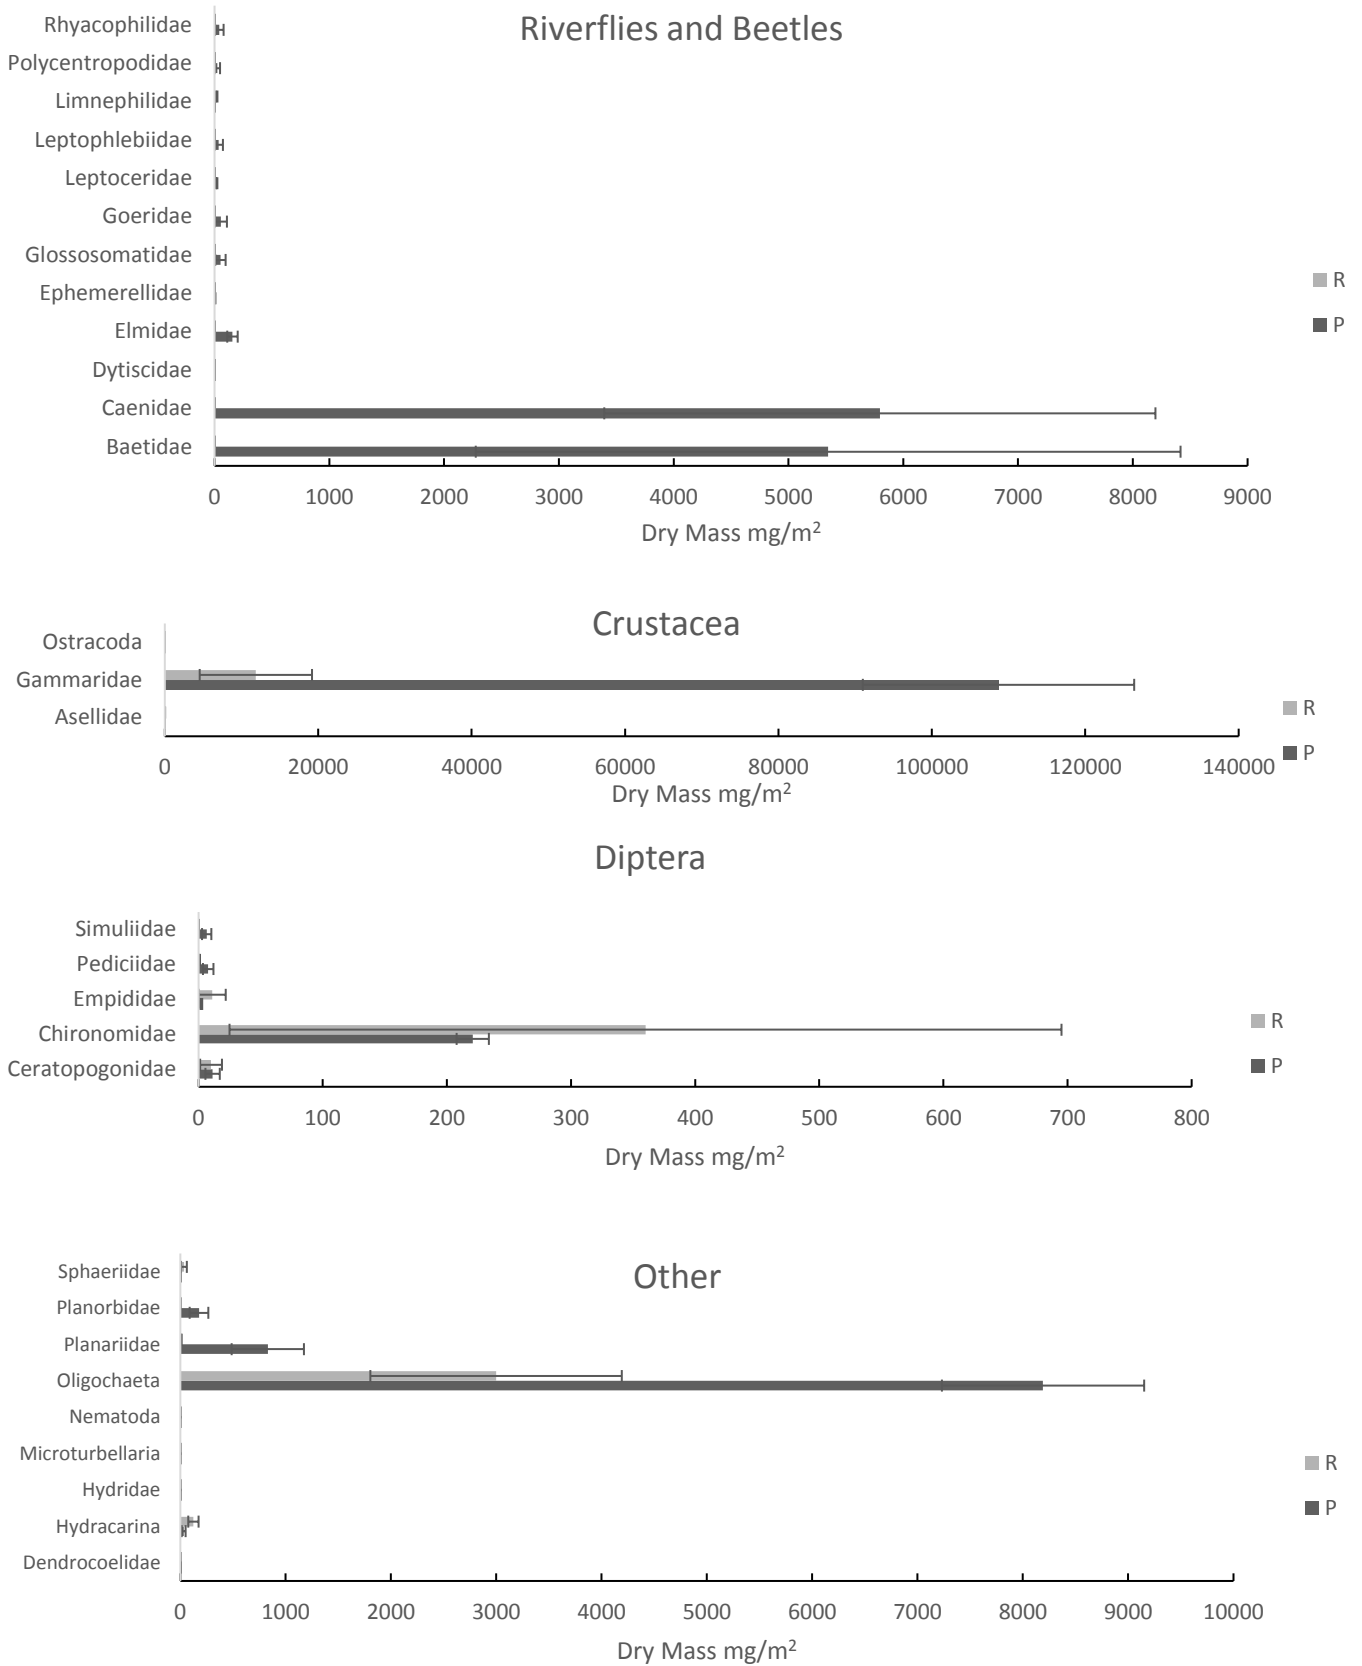 Riverflies and Beetles
Rhyacophilidae
Polycentropodidae
Limnephilidae
Leptophlebiidae
Leptoceridae
Goeridae
Glossosomatidae
Ephemerellidae
Elmidae
Dytiscidae
Caenidae
Baetidae
R
P
0 1000 2000 3000 4000 5000 6000 7000 8000 9000
Dry Mass mg/m²
Crustacea
Ostracoda
Gammaridae
Asellidae
R
P
0 20000 40000 60000 80000 100000 120000 140000
Dry Mass mg/m²
Diptera
Simuliidae
Pediciidae
Empididae
Chironomidae
Ceratopogonidae
R
P
0 100 200 300 400 500 600 700 800
Dry Mass mg/m²
Other
Sphaeriidae
Planorbidae
Planariidae
Oligochaeta
Nematoda
Microturbellaria
Hydridae
Hydracarina
Dendrocoelidae
R
P
0 1000 2000 3000 4000 5000 6000 7000 8000 9000 10000
Dry Mass mg/m²